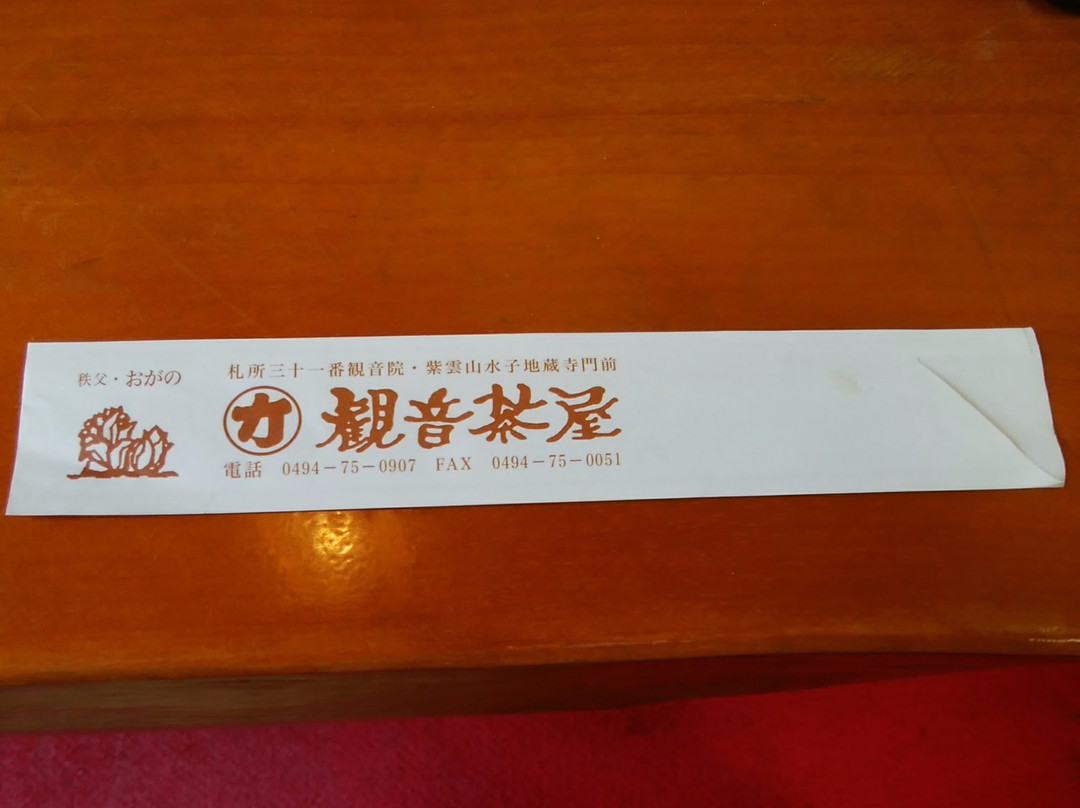 秩父・おがの
札所三十一番観音院・紫雲山水子地蔵寺門前
カ 観音茶屋
電話 0494－75－0907 FAX 0494－75－0051